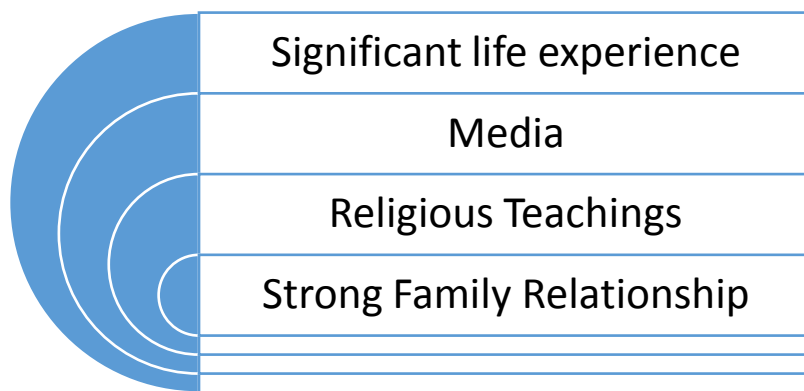 Significant life experience
Media
Religious Teachings
Strong Family Relationship